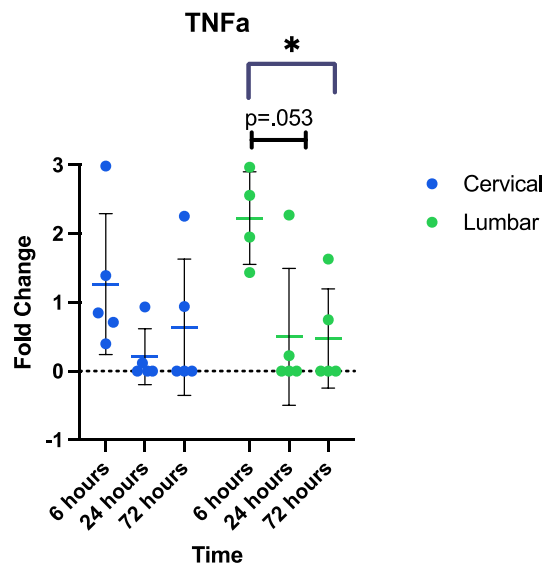 TNFa
*
p=.053
3
2
1
0
-1
Fold Change
6 hours
24 hours
72 hours
6 hours
24 hours
72 hours
Time
Cervical
Lumbar